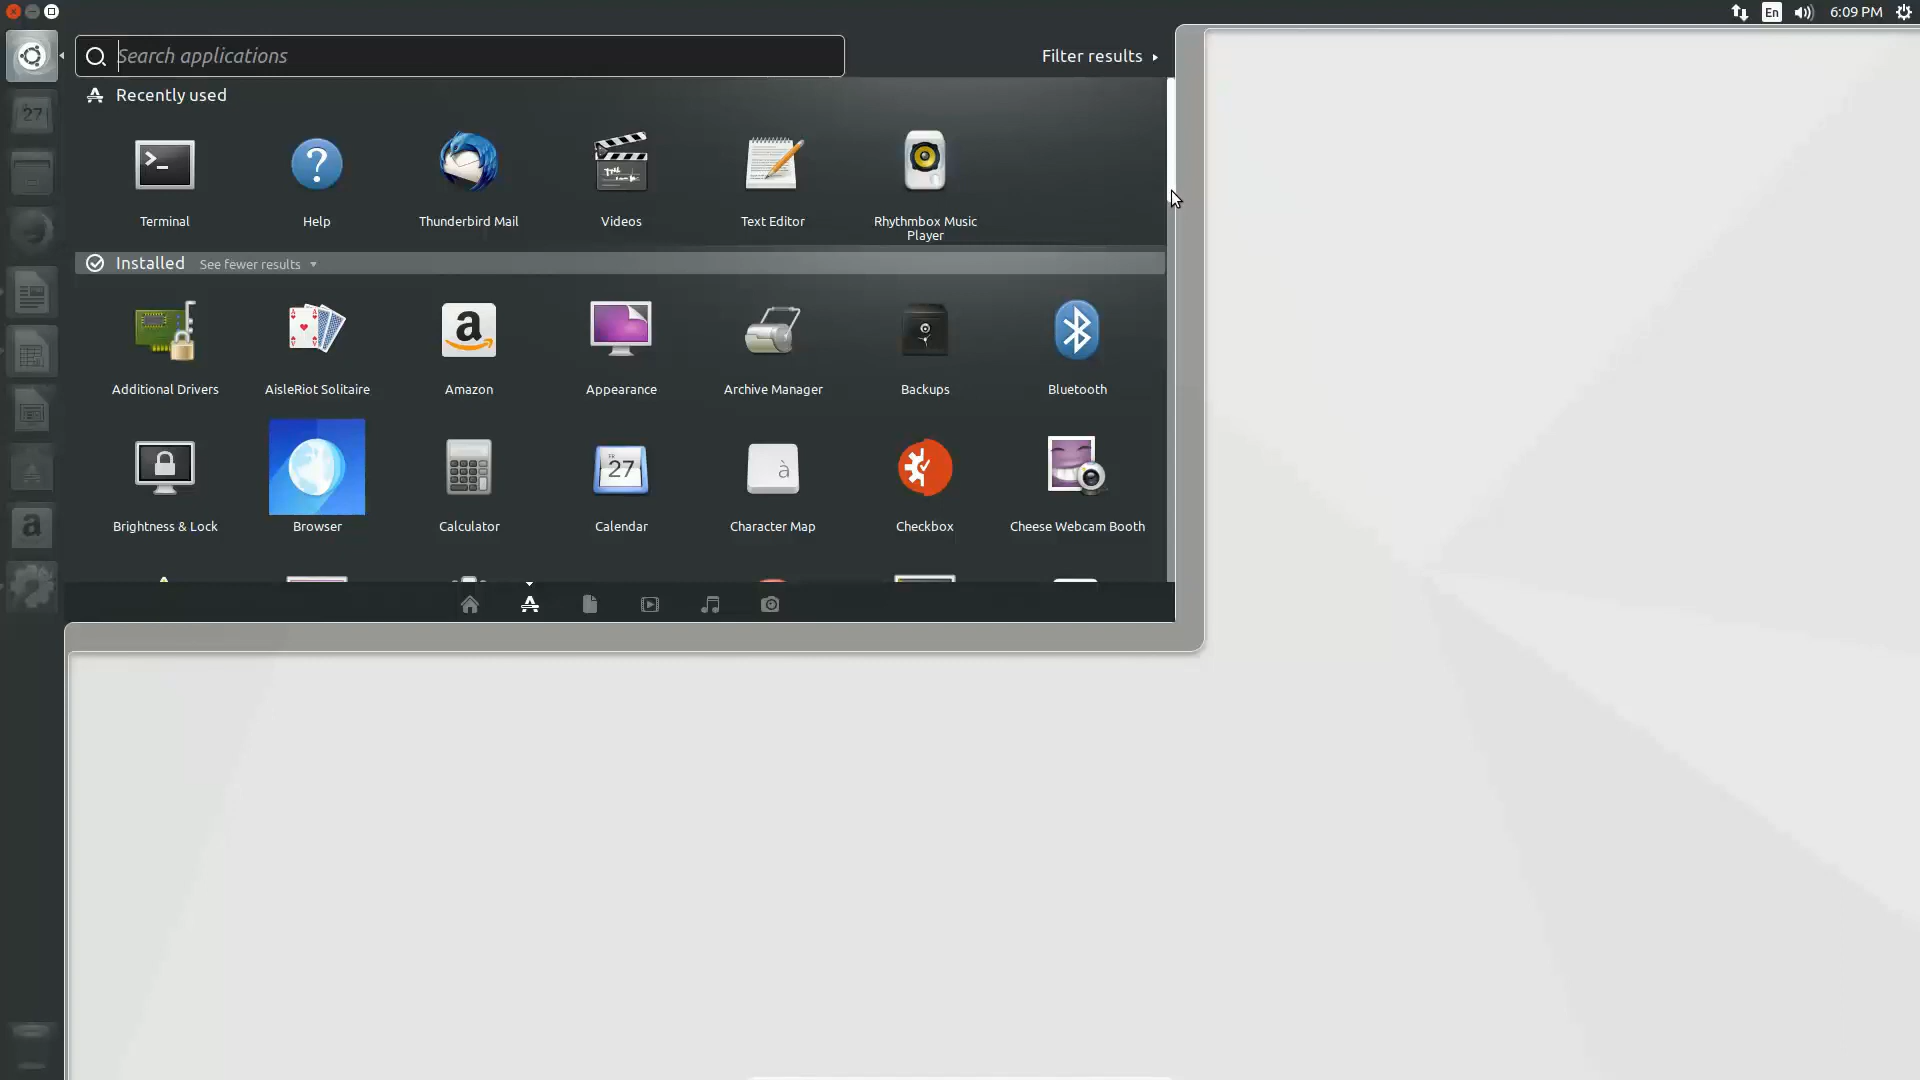 En
6:09 PM
Search applications
Filter results
Recently used
Terminal
Help
Thunderbird Mail
Videos
Text Editor
Rhythmbox Music
Player
Installed See fewer results
Additional Drivers
AisleRiot Solitaire
Amazon
Appearance
Archive Manager
Backups
Bluetooth
27
à
Brightness & Lock
Browser
Calculator
Calendar
Character Map
Checkbox
Cheese Webcam Booth
27
a